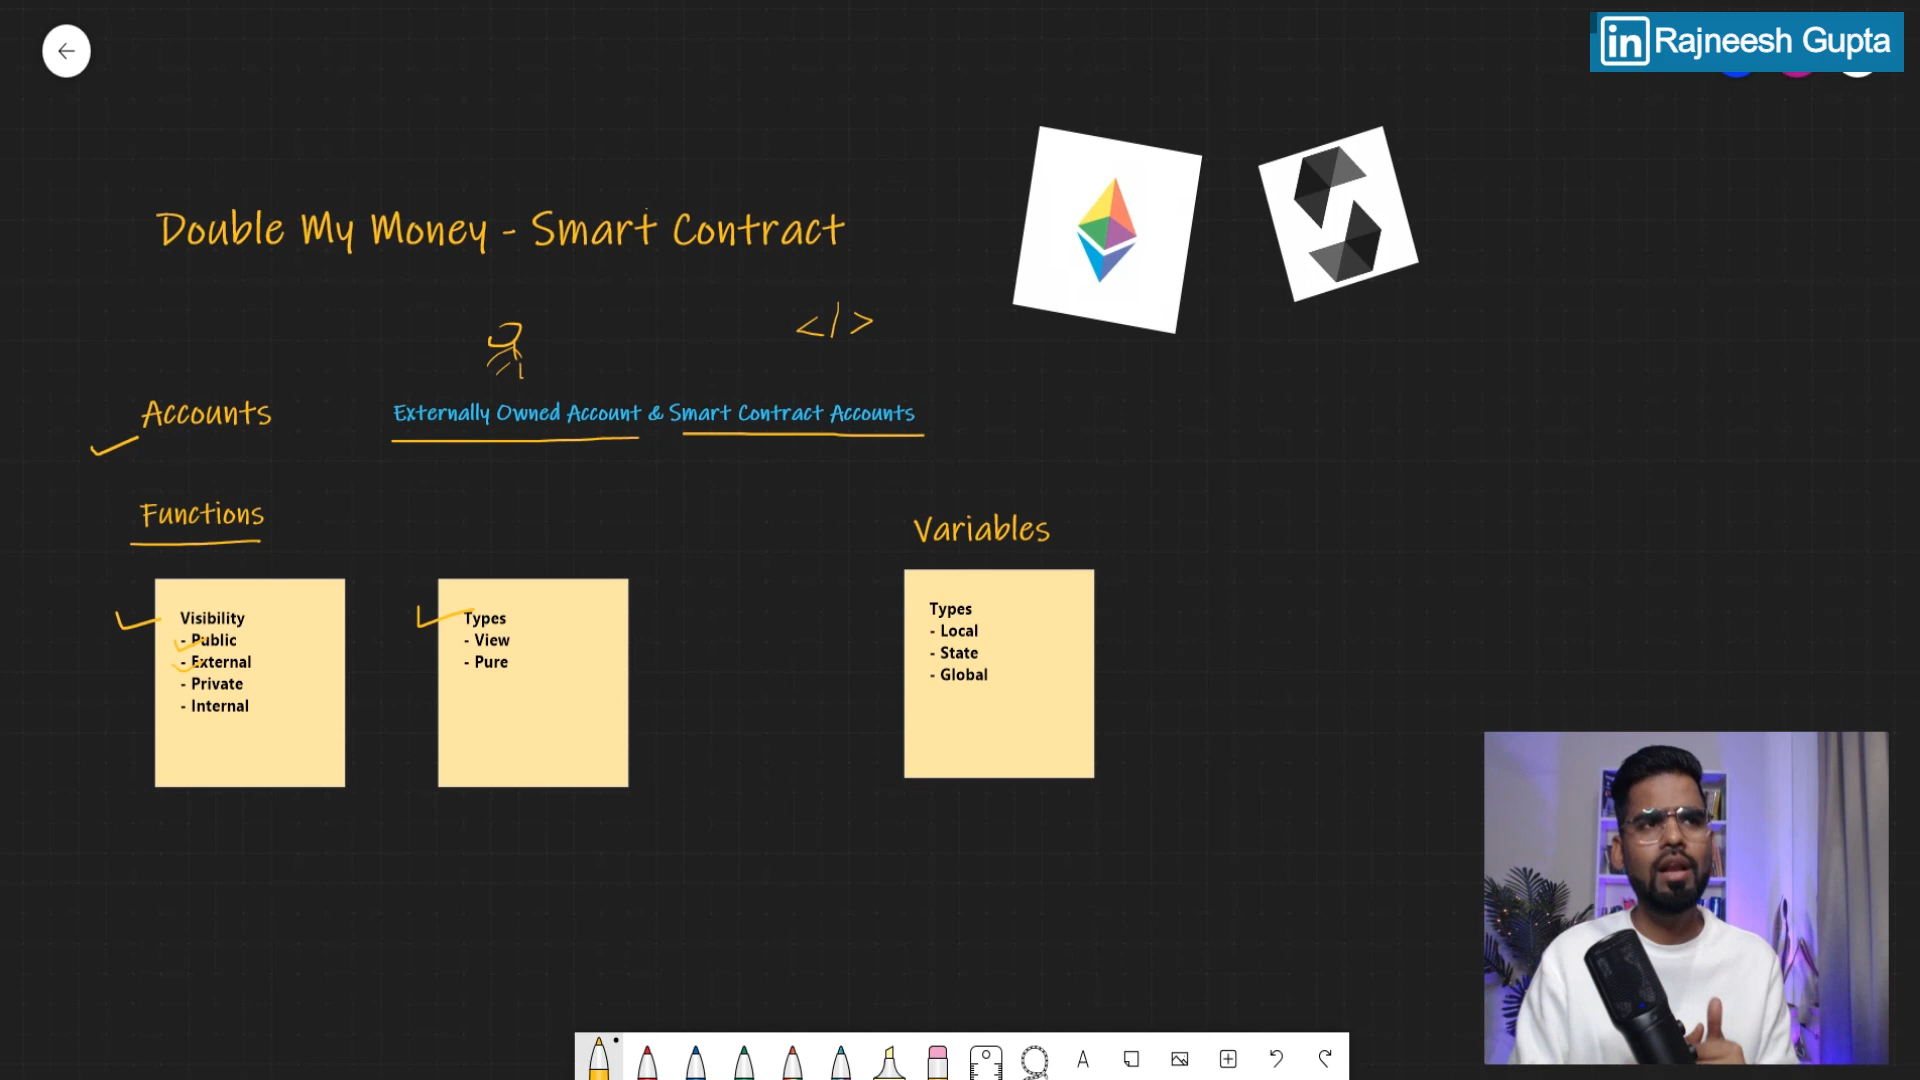 in Rajneesh Gupta
Double My Money - Smart Contract
</>
Accounts
Externally Owned Account & Smart Contract Accounts
Functions
Variables
Visibility
- Public
- External
- Private
- Internal
Types
- View
- Pure
Types
- Local
- State
- Global
A